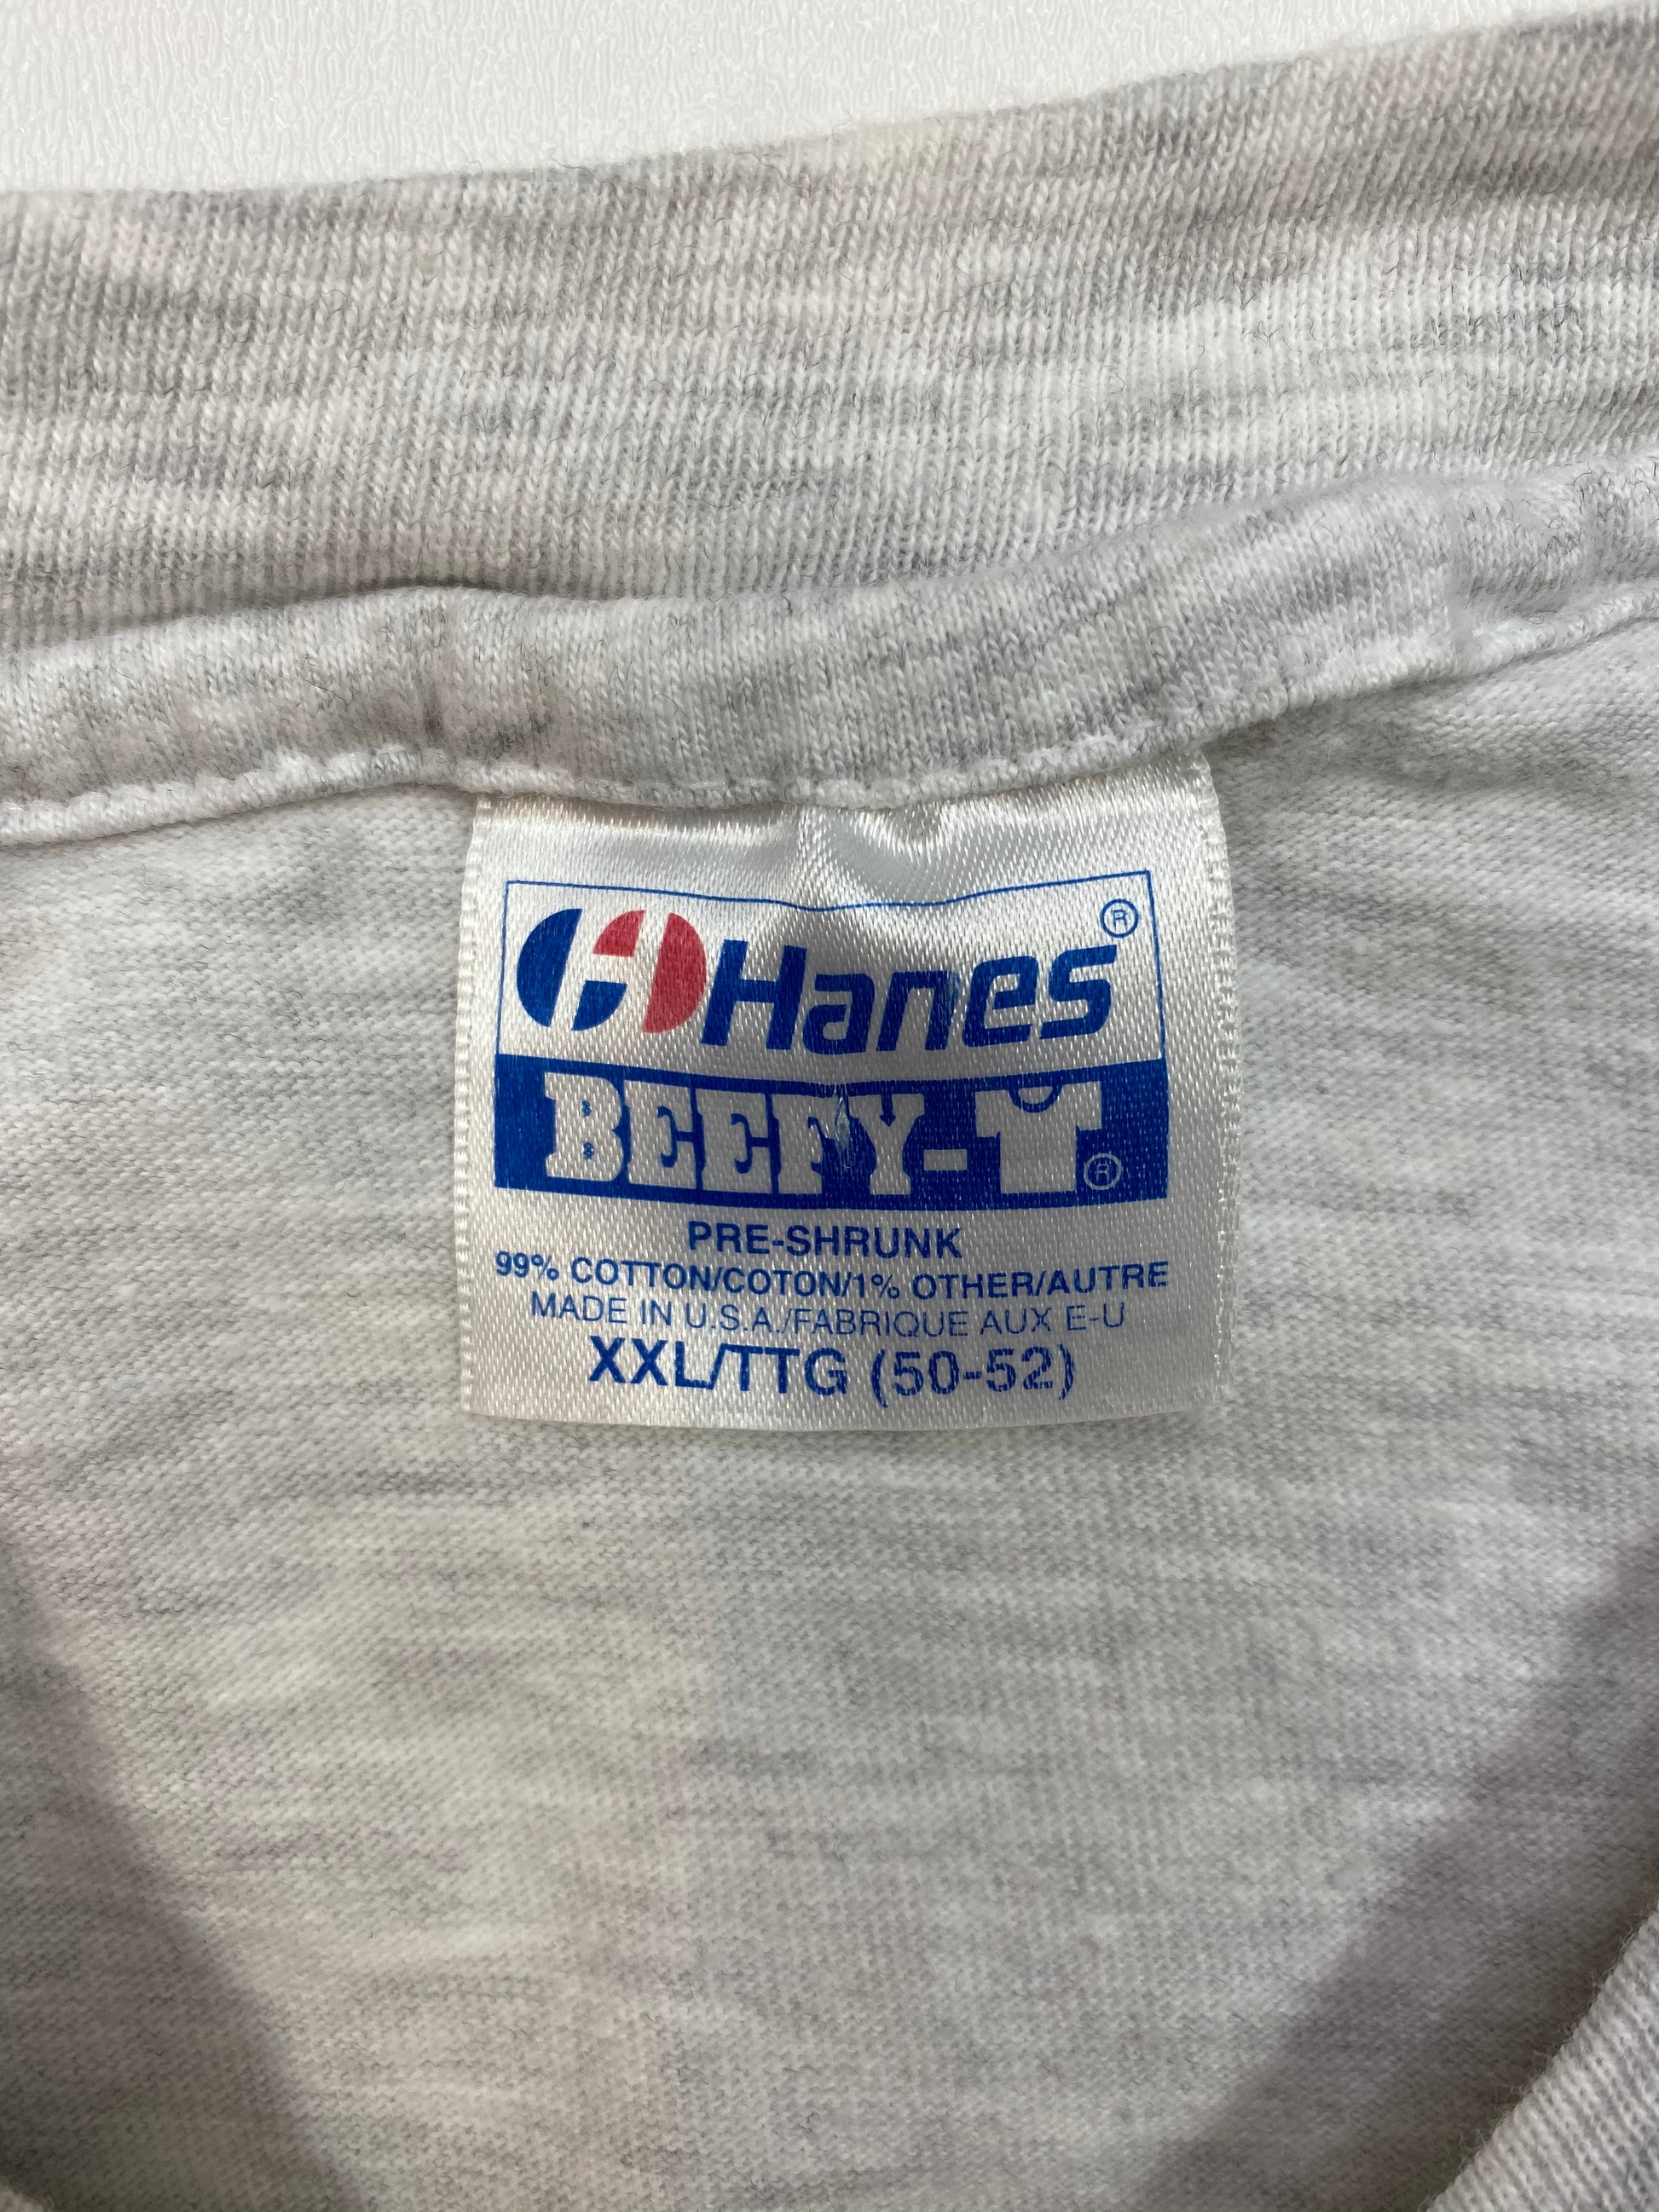 Hanes®
BEEFY-T®
PRE-SHRUNK
99% COTTON/COTON/1% OTHER/AUTRE
MADE IN U.S.A./FABRIQUE AUX E-U
XXL/TTG (50-52)